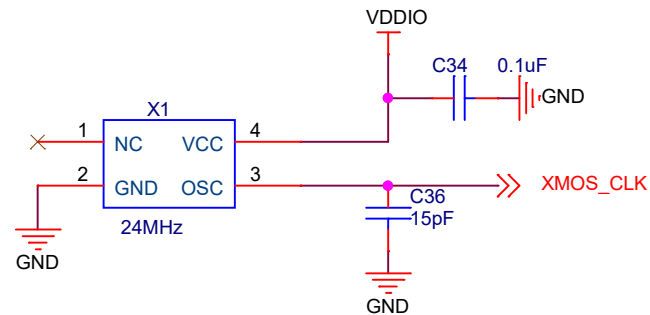 VDDIO
C34 0.1uF
GND
X1
1 NC VCC 4
2 GND OSC 3
XMOS_CLK
C36
15pF
24MHz
GND
GND